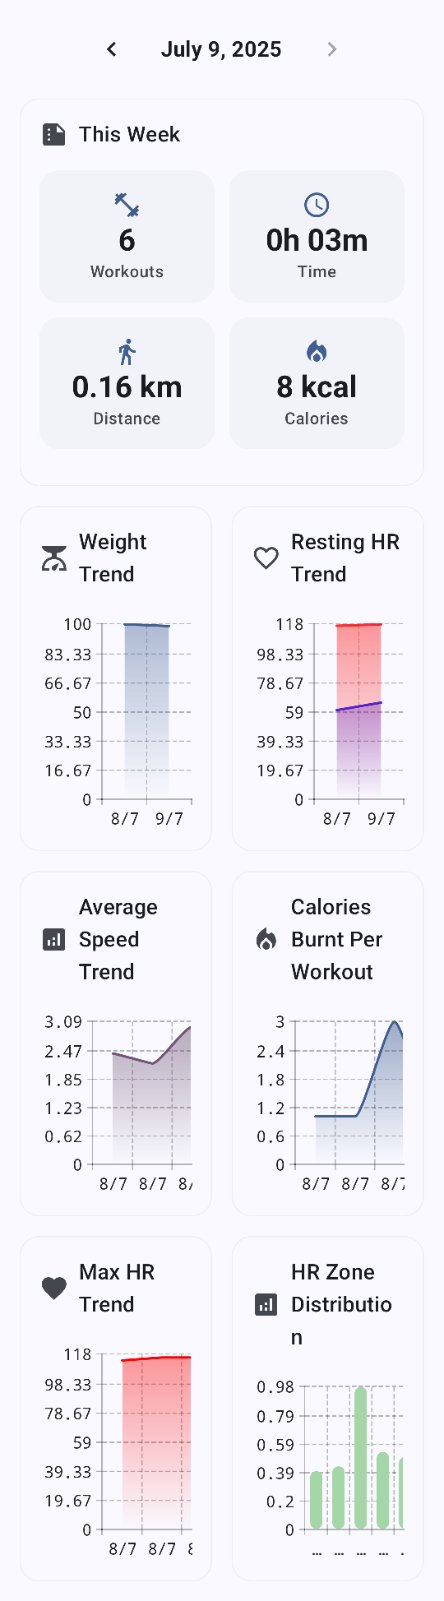 July 9, 2025
This Week
6
Workouts
0h 03m
Time
0.16 km
Distance
8 kcal
Calories
Weight
Trend
100
83.33
66.67
50
33.33
16.67
0
8/7 9/7
Resting HR
Trend
118
98.33
78.67
59
39.33
19.67
0
8/7 9/7
Average
Speed
Trend
3.09
2.47
1.85
1.23
0.62
0
8/7 8/7 8/
Calories
Burnt Per
Workout
3
2.4
1.8
1.2
0.6
0
8/7 8/7 8/7
Max HR
Trend
118
98.33
78.67
59
39.33
19.67
0
8/7 8/7 8
HR Zone
Distributio
n
0.98
0.79
0.59
0.39
0.2
0
… … … … .